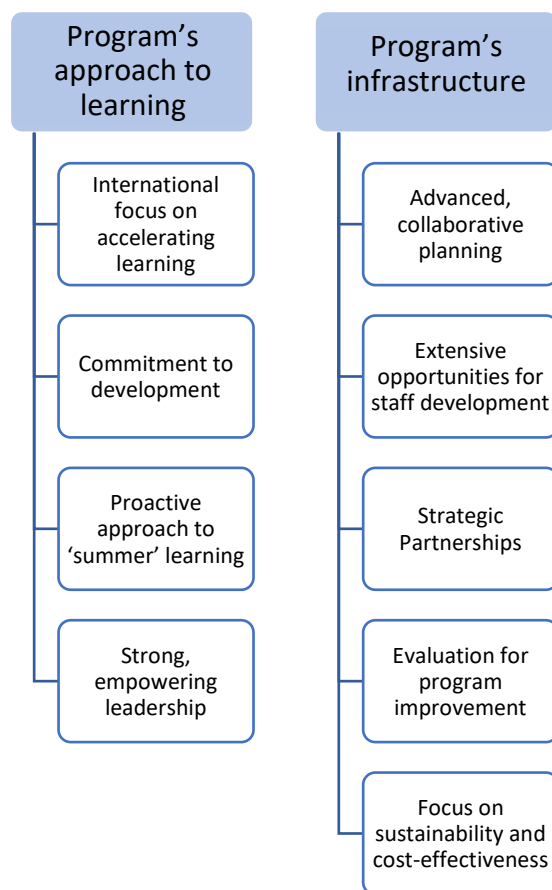 Program’s
approach to
learning
International
focus on
accelerating
learning
Commitment to
development
Proactive
approach to
‘summer’ learning
Strong,
empowering
leadership
Program’s
infrastructure
Advanced,
collaborative
planning
Extensive
opportunities for
staff development
Strategic
Partnerships
Evaluation for
program
improvement
Focus on
sustainability and
cost-effectiveness